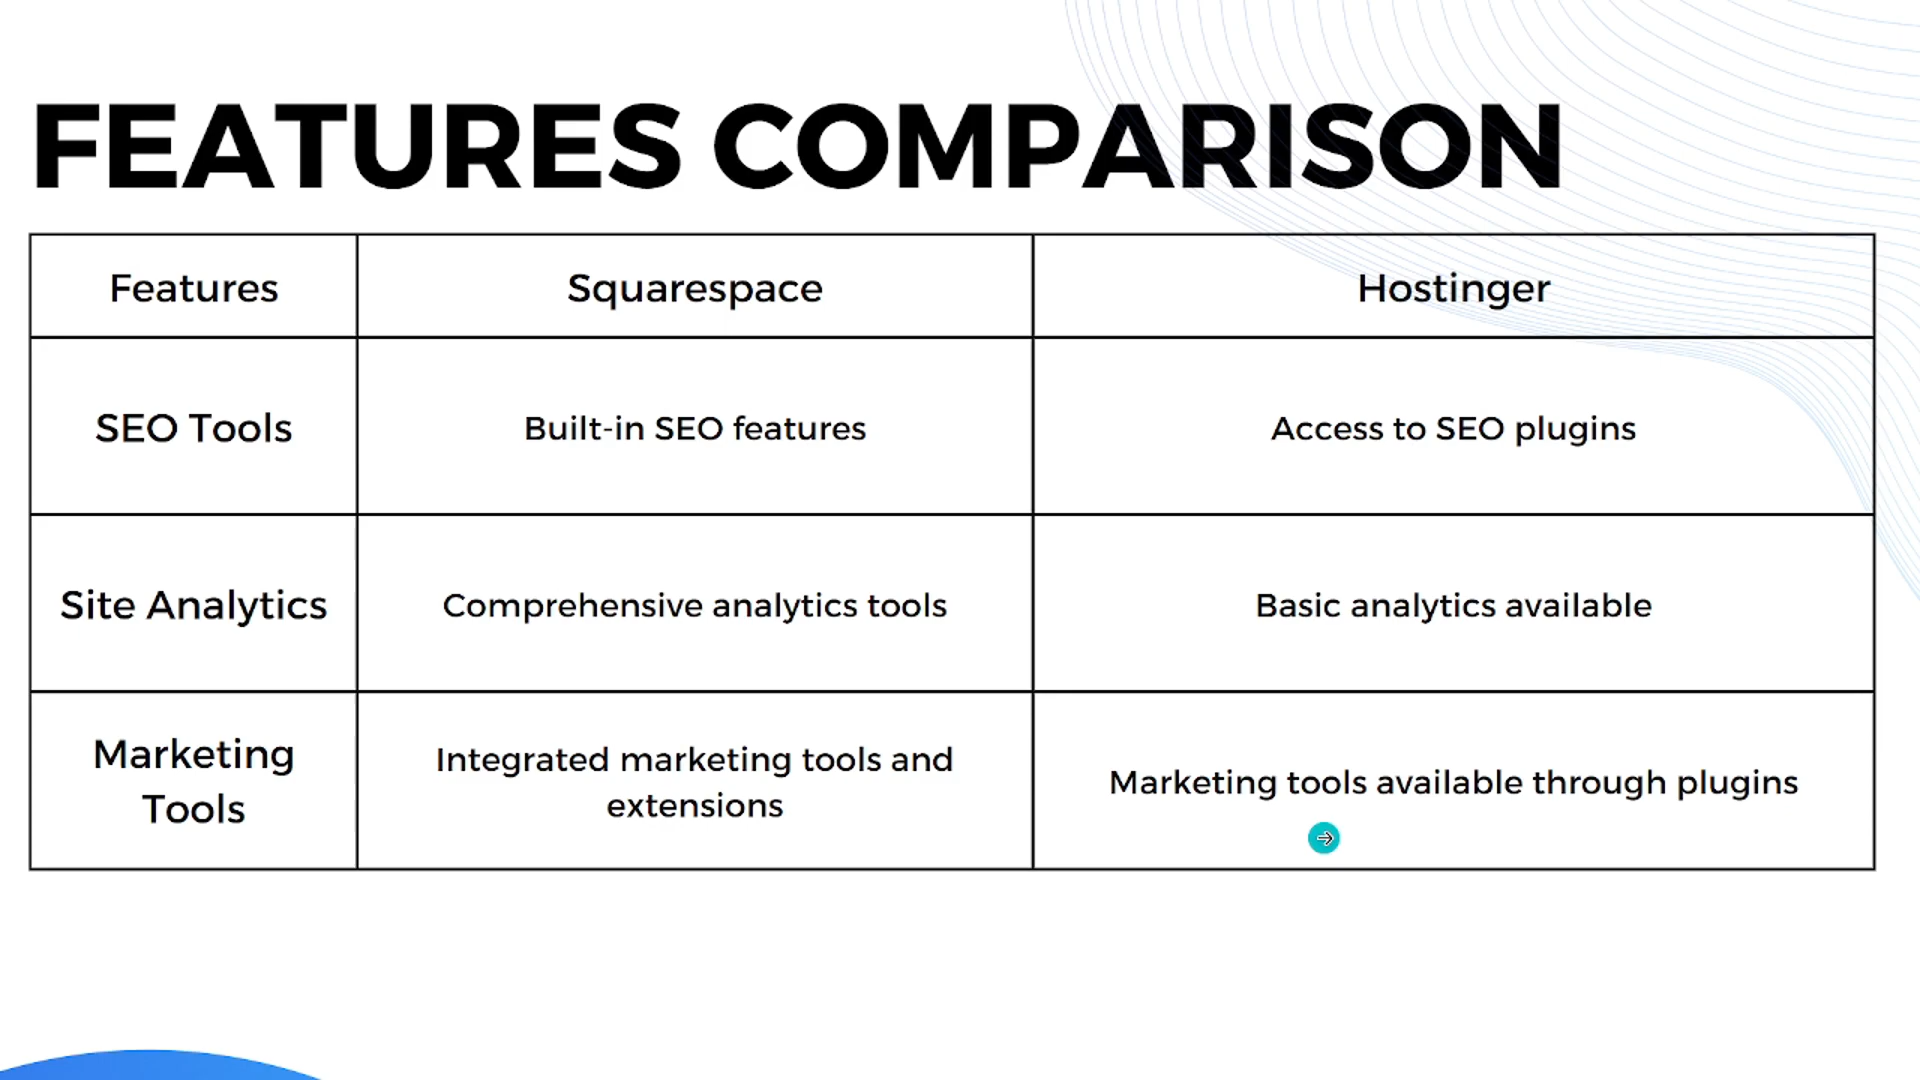 FEATURES COMPARISON
Features
Squarespace
Hostinger
SEO Tools
Built-in SEO features
Access to SEO plugins
Site Analytics
Comprehensive analytics tools
Basic analytics available
Marketing
Tools
Integrated marketing tools and
extensions
Marketing tools available through plugins